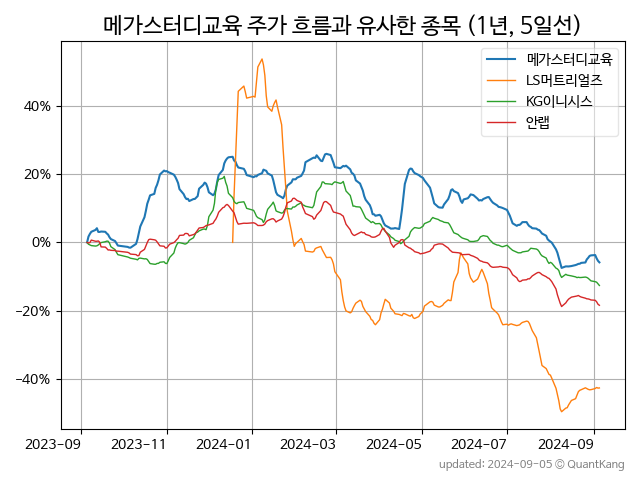 메가스터디교육 주가 흐름과 유사한 종목 (1년, 5일선)
메가스터디교육
LS머트리얼즈
KG이니시스
안랩
40%
20%
0%
−20%
−40%
2023-09 2023-11 2024-01 2024-03 2024-05 2024-07 2024-09
updated: 2024-09-05 © QuantKang